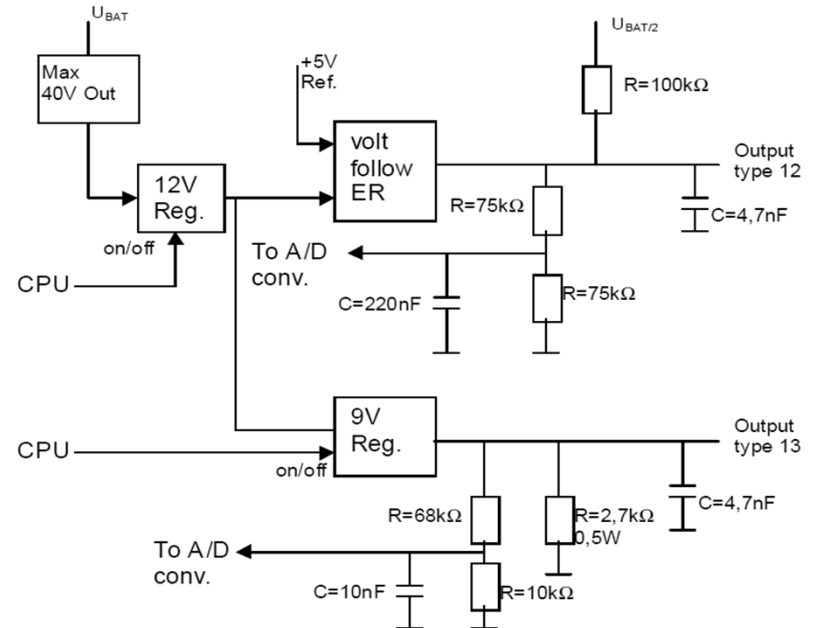 UBAT
Max
40V Out
+5V
Ref.
UBAT/2
R=100kΩ
volt
follow
ER
Output
type 12
12V
Reg.
R=75kΩ
C=4,7nF
on/off
To A/D
conv.
CPU
C=220nF
R=75kΩ
9V
Reg.
Output
type 13
CPU
on/off
R=68kΩ
R=2,7kΩ
0,5W
C=4,7nF
To A/D
conv.
C=10nF
R=10kΩ